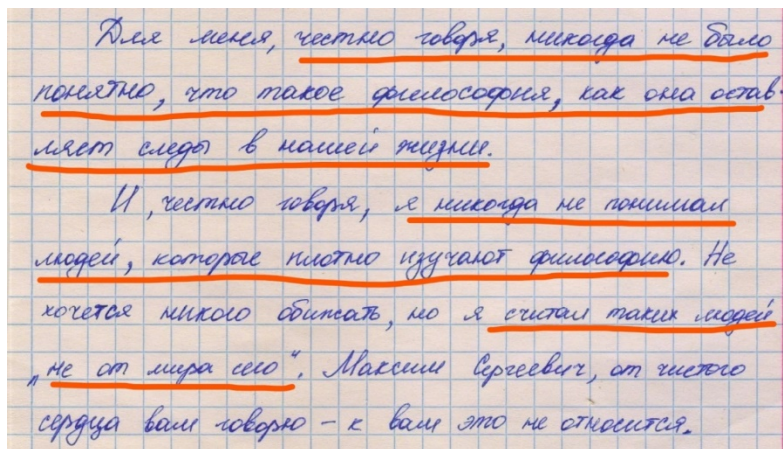 Для меня, честно говоря, никогда не было
понятно, что такое философия, как она остав-
ляет следы в нашей жизни.
И, честно говоря, я никогда не понимал
людей, которые плотно изучают философию. Не
хочется никого обижать, но я считал таких людей
„не от мира сего". Максим Сергеевич, от чистого
сердца вам говорю – к вам это не относится.